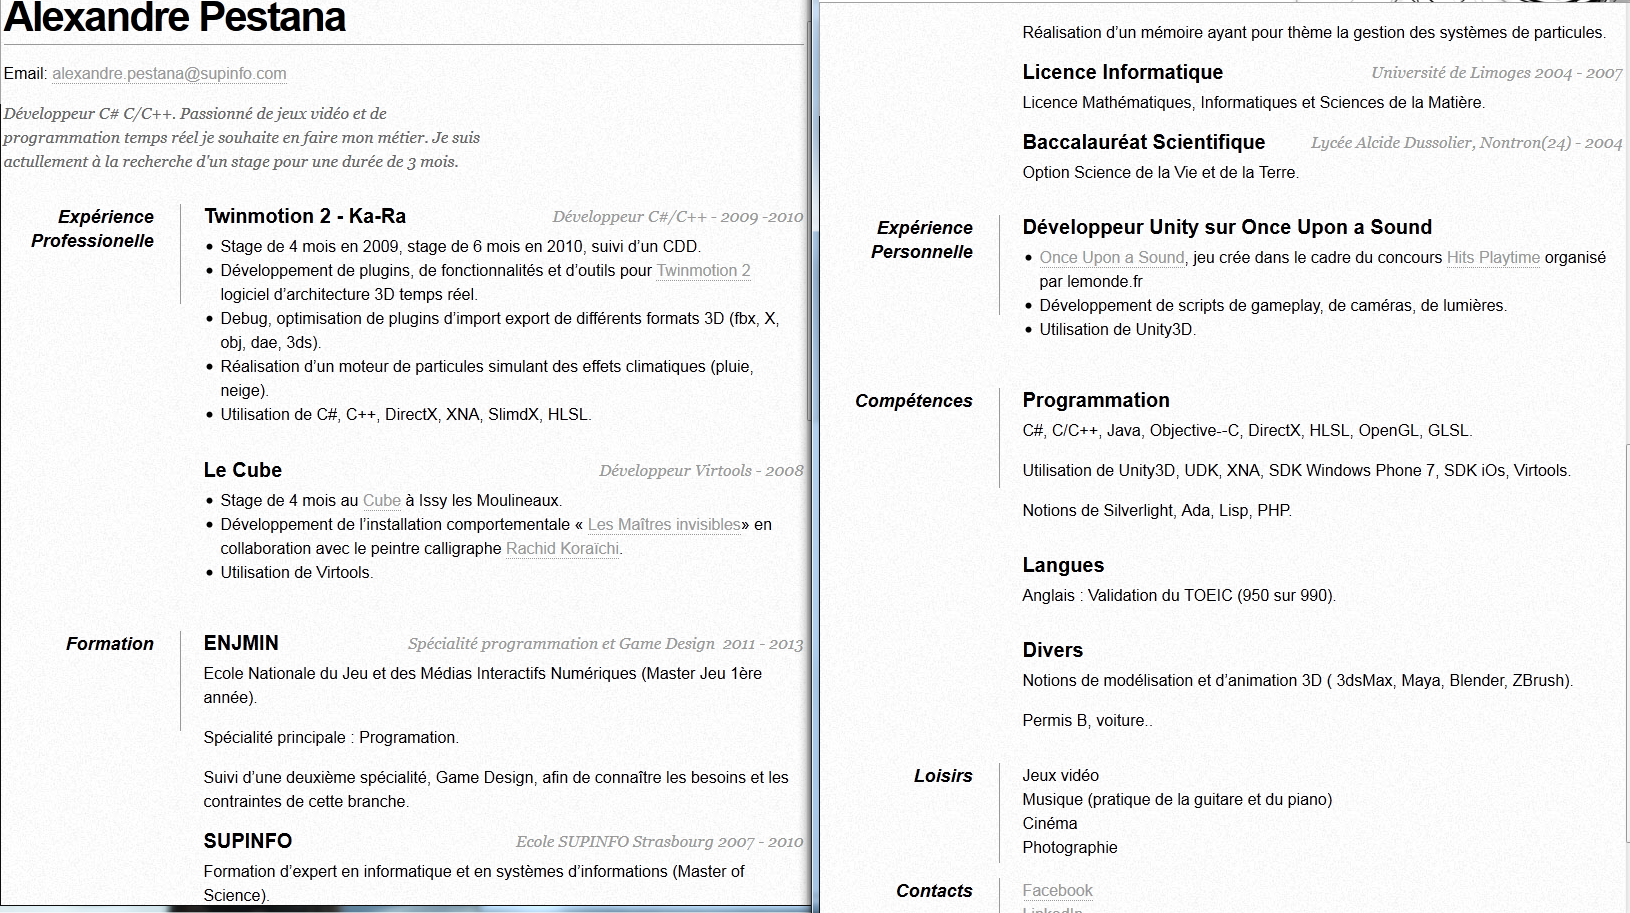 Alexandre Pestana
Email: alexandre.pestana@supinfo.com
Développeur C# C/C++. Passionné de jeux vidéo et de
programmation temps réel je souhaite en faire mon métier. Je suis
actullement à la recherche d'un stage pour une durée de 3 mois.
Expérience
Professionelle
Twinmotion 2 - Ka-Ra
Développeur C#/C++ - 2009 -2010
• Stage de 4 mois en 2009, stage de 6 mois en 2010, suivi d’un CDD.
• Développement de plugins, de fonctionnalités et d’outils pour Twinmotion 2
logiciel d’architecture 3D temps réel.
• Debug, optimisation de plugins d’import export de différents formats 3D (fbx, X,
obj, dae, 3ds).
• Réalisation d’un moteur de particules simulant des effets climatiques (pluie,
neige).
• Utilisation de C#, C++, DirectX, XNA, SlimdX, HLSL.
Le Cube
Développeur Virtools - 2008
• Stage de 4 mois au Cube à Issy les Moulineaux.
• Développement de l’installation comportementale « Les Maîtres invisibles» en
collaboration avec le peintre calligraphe Rachid Koraïchi.
• Utilisation de Virtools.
Formation
ENJMIN
Spécialité programmation et Game Design 2011 - 2013
Ecole Nationale du Jeu et des Médias Interactifs Numériques (Master Jeu 1ère
année).
Spécialité principale : Programation.
Suivi d’une deuxième spécialité, Game Design, afin de connaître les besoins et les
contraintes de cette branche.
SUPINFO
Ecole SUPINFO Strasbourg 2007 - 2010
Formation d’expert en informatique et en systèmes d’informations (Master of
Science).
Réalisation d’un mémoire ayant pour thème la gestion des systèmes de particules.
Licence Informatique
Université de Limoges 2004 - 2007
Licence Mathématiques, Informatiques et Sciences de la Matière.
Baccalauréat Scientifique
Lycée Alcide Dussolier, Nontron(24) - 2004
Option Science de la Vie et de la Terre.
Expérience
Personnelle
Développeur Unity sur Once Upon a Sound
• Once Upon a Sound, jeu crée dans le cadre du concours Hits Playtime organisé
par lemonde.fr
• Développement de scripts de gameplay, de caméras, de lumières.
• Utilisation de Unity3D.
Compétences
Programmation
C#, C/C++, Java, Objective--C, DirectX, HLSL, OpenGL, GLSL.
Utilisation de Unity3D, UDK, XNA, SDK Windows Phone 7, SDK iOs, Virtools.
Notions de Silverlight, Ada, Lisp, PHP.
Langues
Anglais : Validation du TOEIC (950 sur 990).
Divers
Notions de modélisation et d’animation 3D ( 3dsMax, Maya, Blender, ZBrush).
Permis B, voiture..
Loisirs
Jeux vidéo
Musique (pratique de la guitare et du piano)
Cinéma
Photographie
Contacts
Facebook
LinkedIn